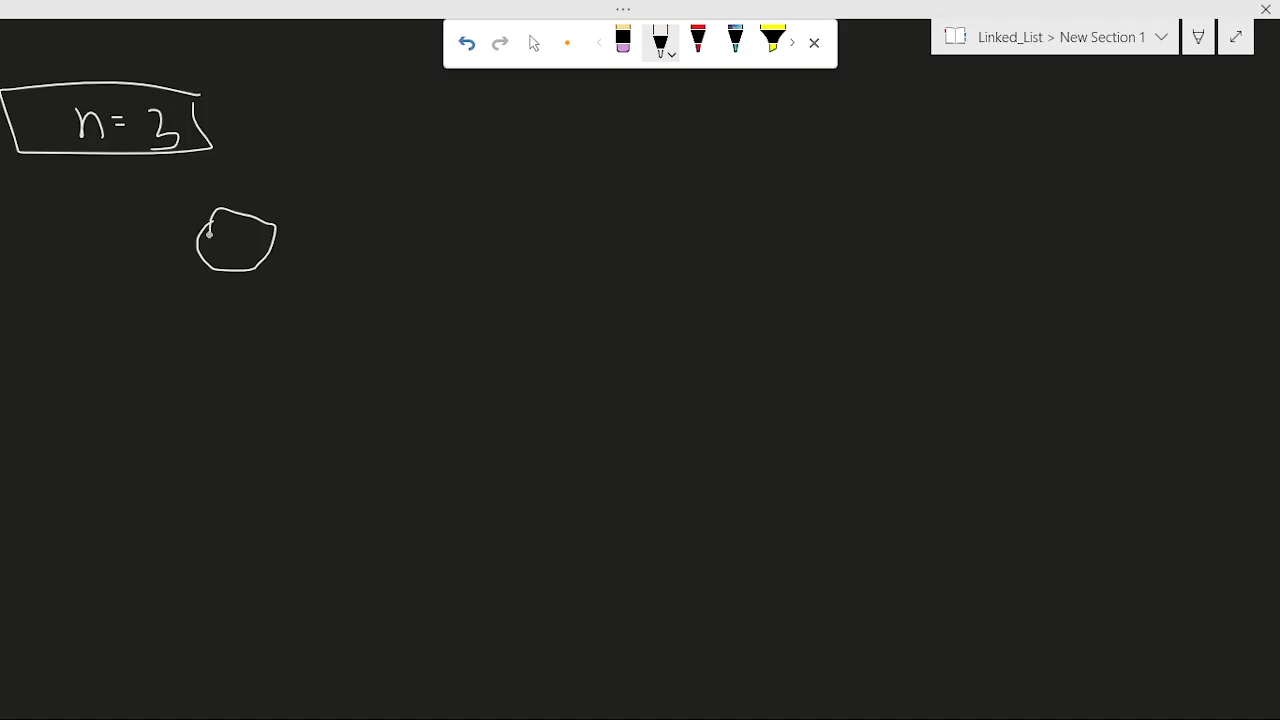 Linked_List > New Section 1
n = 3